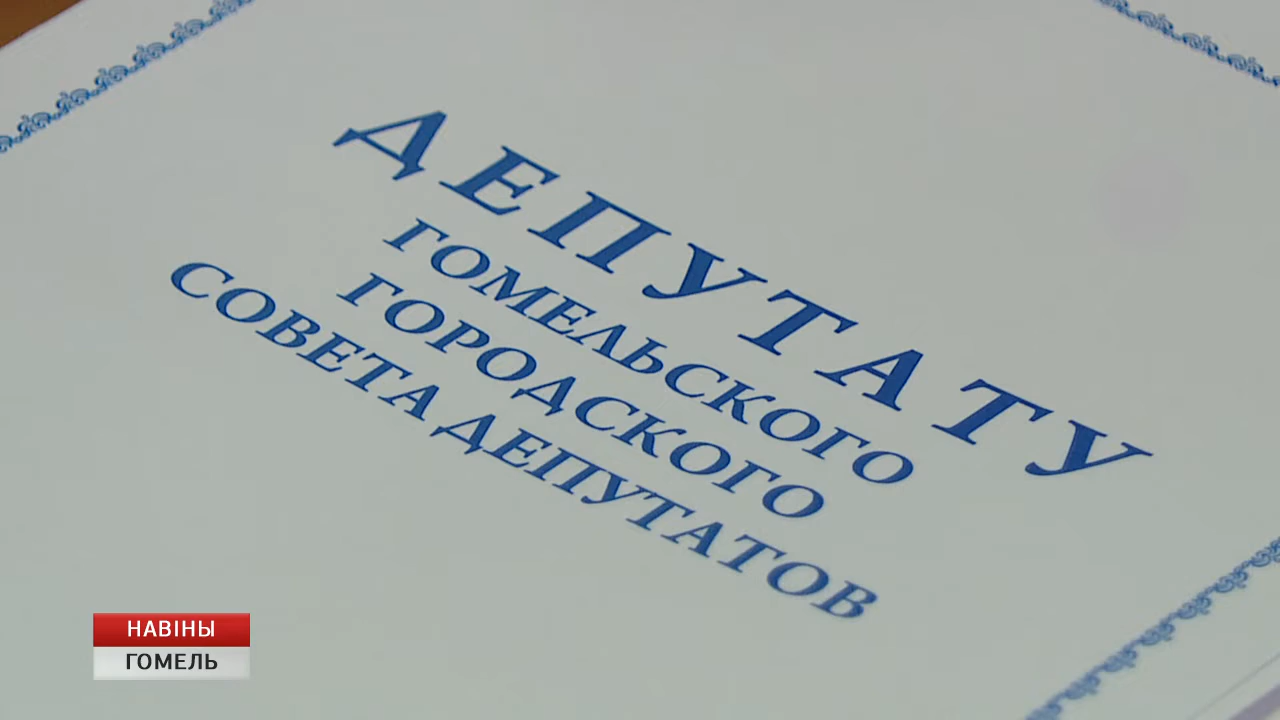 ДЕПУТАТУ
ГОМЕЛЬСКОГО
ГОРОДСКОГО
СОВЕТА ДЕПУТАТОВ
НАВІНЫ
ГОМЕЛЬ